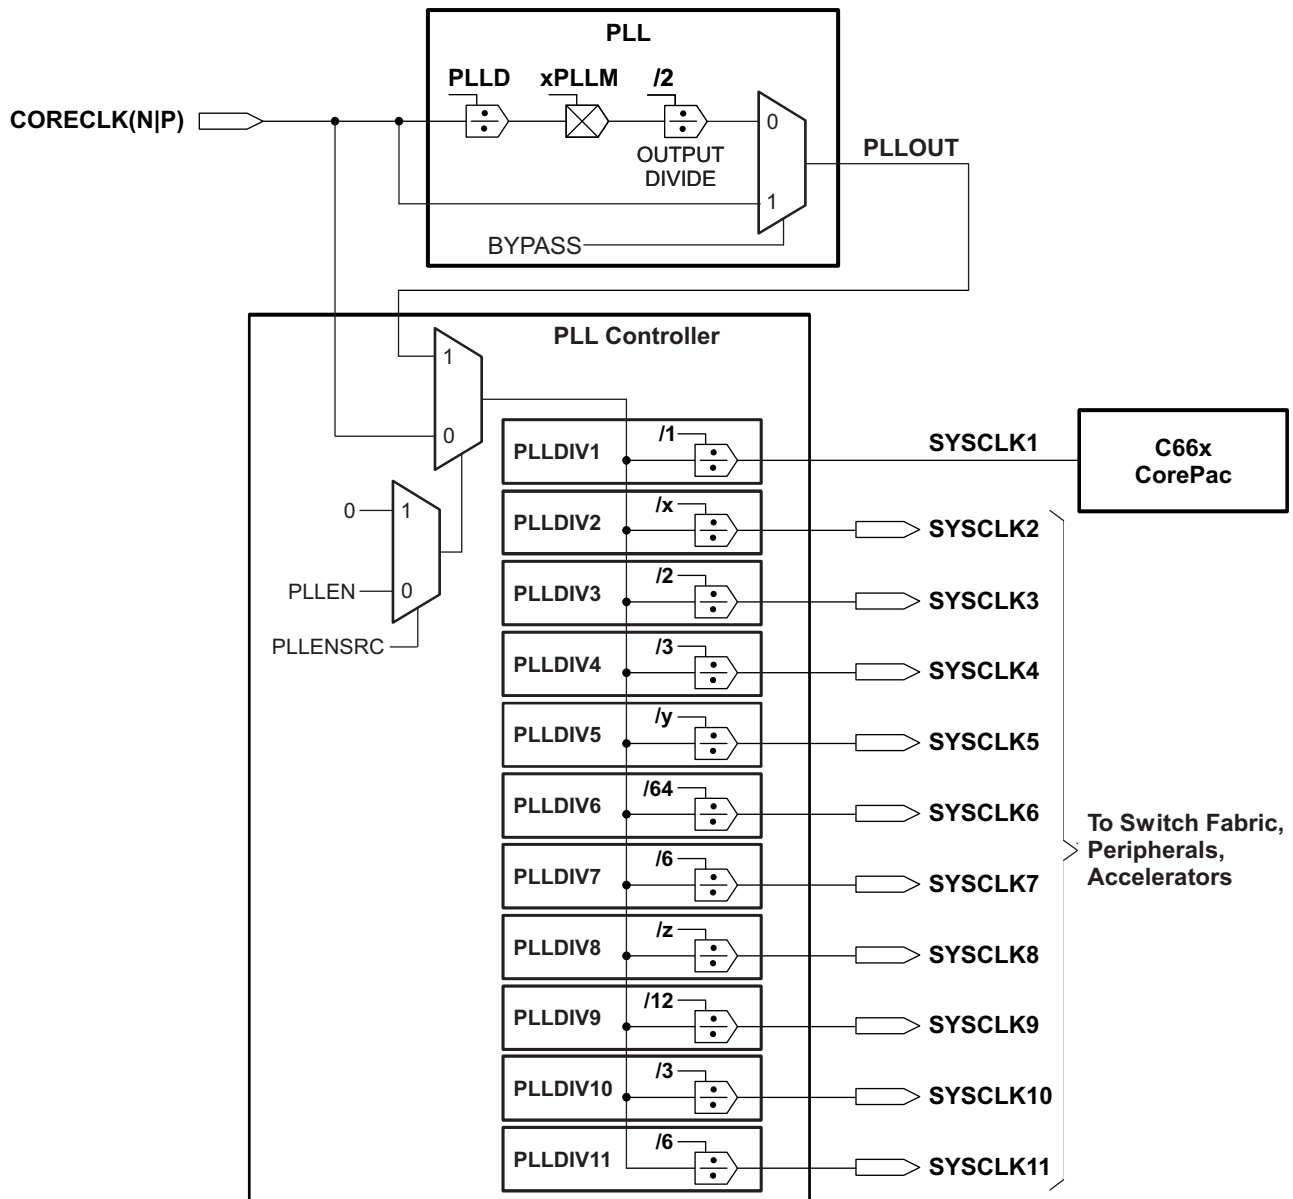 PLL
PLLD xPLLM /2
CORECLK(N|P)
0
OUTPUT
DIVIDE
PLLOUT
1
BYPASS
PLL Controller
1
0
0 1
PLLEN 0
PLLENSRC
PLLDIV1 /1 SYSCLK1
C66x
CorePac
PLLDIV2 /x SYSCLK2
PLLDIV3 /2 SYSCLK3
PLLDIV4 /3 SYSCLK4
PLLDIV5 /y SYSCLK5
PLLDIV6 /64 SYSCLK6
To Switch Fabric,
Peripherals,
Accelerators
PLLDIV7 /6 SYSCLK7
PLLDIV8 /z SYSCLK8
PLLDIV9 /12 SYSCLK9
PLLDIV10 /3 SYSCLK10
PLLDIV11 /6 SYSCLK11